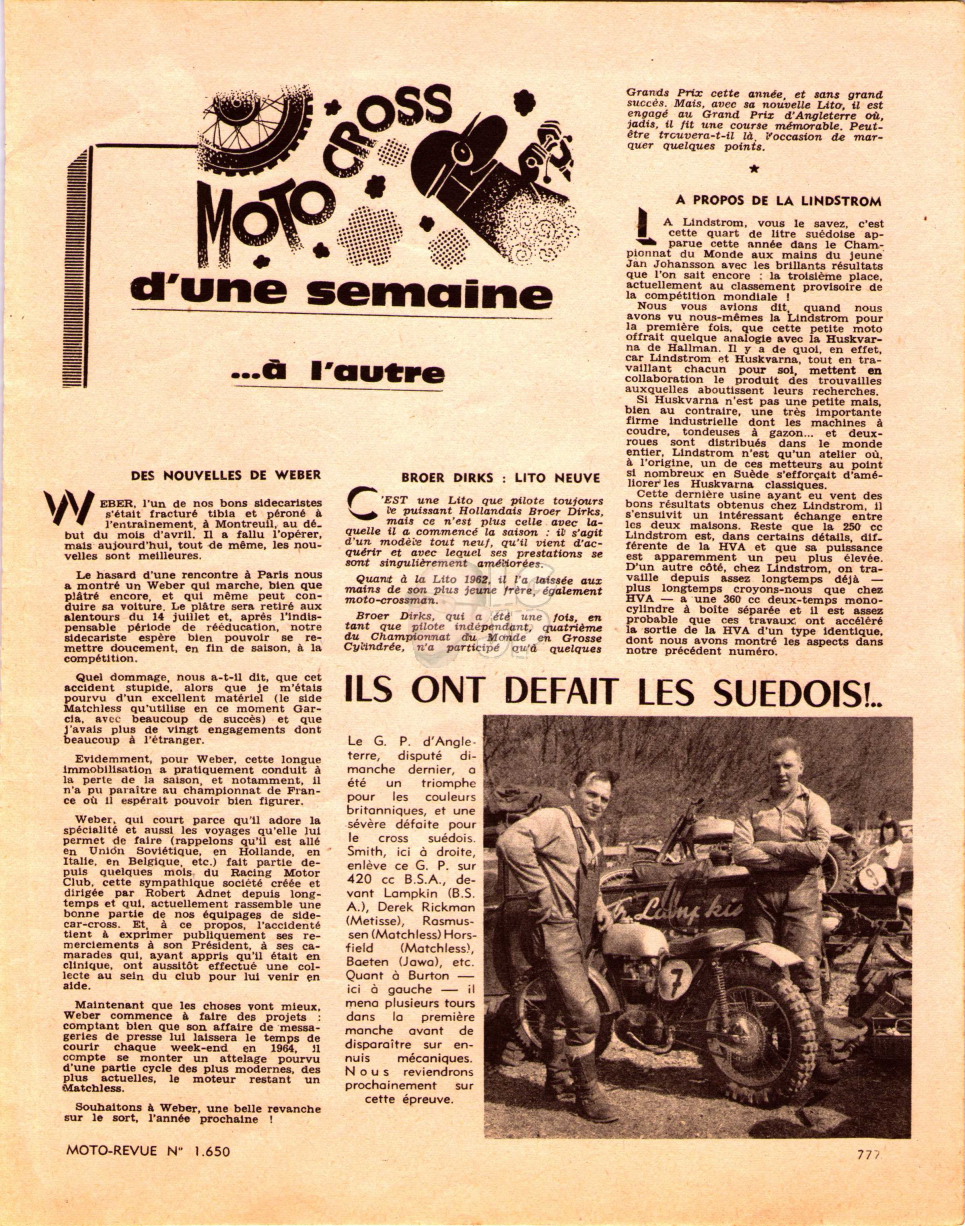 MOTO CROSS
d'une semaine
...à l'autre
DES NOUVELLES DE WEBER
WEBER, l'un de nos bons sidecaristes
s'était fracturé tibia et péroné à
l'entraînement, à Montreuil, au dé-
but du mois d'avril. Il a fallu l'opérer,
mais aujourd'hui, tout de même, les nou-
velles sont meilleures.
Le hasard d'une rencontre à Paris nous
a montré un Weber qui marche, bien que
plâtré encore, et qui même peut con-
duire sa voiture. Le plâtre sera retiré aux
alentours du 14 juillet et, après l'indis-
pensable période de rééducation, notre
sidecariste espère bien pouvoir se re-
mettre doucement, en fin de saison, à la
compétition.
Quel dommage, nous a-t-il dit, que cet
accident stupide, alors que je m'étais
pourvu d'un excellent matériel (le side
Matchless qu'utilise en ce moment Gar-
cia, avec beaucoup de succès) et que
j'avais plus de vingt engagements dont
beaucoup à l'étranger.
Evidemment, pour Weber, cette longue
immobilisation a pratiquement conduit à
la perte de la saison, et notamment, il
n'a pu paraître au championnat de Fran-
ce où il espérait pouvoir bien figurer.
Weber, qui court parce qu'il adore la
spécialité et aussi les voyages qu'elle lui
permet de faire (rappelons qu'il est allé
en Union Soviétique, en Hollande, en
Italie, en Belgique, etc.) fait partie de-
puis quelques mois, du Racing Motor
Club, cette sympathique société créée et
dirigée par Robert Adnet depuis long-
temps et qui, actuellement rassemble une
bonne partie de nos équipages de side-
car-cross. Et, à ce propos, l'accidenté
tient à exprimer publiquement ses re-
merciements à son Président, à ses ca-
marades qui, ayant appris qu'il était en
clinique, ont aussitôt effectué une col-
lecte au sein du club pour lui venir en
aide.
Maintenant que les choses vont mieux,
Weber commence à faire des projets :
comptant bien que son affaire de messa-
geries de presse lui laissera le temps de
courir chaque week-end en 1964, il
compte se monter un attelage pourvu
d'une partie cycle des plus modernes, des
plus actuelles, le moteur restant un
Matchless.
Souhaitons à Weber, une belle revanche
sur le sort, l'année prochaine !
BROER DIRKS : LITO NEUVE
C'EST une Lito que pilote toujours
le puissant Hollandais Broer Dirks,
mais ce n'est plus celle avec la-
quelle il a commencé la saison : il s'agit
d'un modèle tout neuf, qu'il vient d'ac-
quérir et avec lequel ses prestations se
sont singulièrement améliorées.
Quant à la Lito 1962, il l'a laissée aux
mains de son plus jeune frère, également
moto-crossman.
Broer Dirks, qui a été une fois, en
tant que pilote indépendant, quatrième
du Championnat du Monde en Grosse
Cylindrée, n'a participé qu'à quelques
Grands Prix cette année, et sans grand
succès. Mais, avec sa nouvelle Lito, il est
engagé au Grand Prix d'Angleterre où,
jadis, il fit une course mémorable. Peut-
être trouvera-t-il là, l'occasion de mar-
quer quelques points.
★
A PROPOS DE LA LINDSTROM
LA Lindstrom, vous le savez, c'est
cette quart de litre suédoise ap-
parue cette année dans le Cham-
pionnat du Monde aux mains du jeune
Jan Johansson avec les brillants résultats
que l'on sait encore : la troisième place,
actuellement au classement provisoire de
la compétition mondiale !
Nous vous avions dit, quand nous
avons vu nous-mêmes la Lindstrom pour
la première fois, que cette petite moto
offrait quelque analogie avec la Huskvar-
na de Hallman. Il y a de quoi, en effet,
car Lindstrom et Huskvarna, tout en tra-
vaillant chacun pour soi, mettent en
collaboration le produit des trouvailles
auxquelles aboutissent leurs recherches.
Si Huskvarna n'est pas une petite mais,
bien au contraire, une très importante
firme industrielle dont les machines à
coudre, tondeuses à gazon... et deux-
roues sont distribués dans le monde
entier, Lindstrom n'est qu'un atelier où,
à l'origine, un de ces metteurs au point
si nombreux en Suède s'efforçait d'amé-
liorer les Huskvarna classiques.
Cette dernière usine ayant eu vent des
bons résultats obtenus chez Lindstrom, il
s'ensuivit un intéressant échange entre
les deux maisons. Reste que la 250 cc
Lindstrom est, dans certains détails, dif-
férente de la HVA et que sa puissance
est apparemment un peu plus élevée.
D'un autre côté, chez Lindstrom, on tra-
vaille depuis assez longtemps déjà —
plus longtemps croyons-nous que chez
HVA — a une 360 cc deux-temps mono-
cylindre à boite séparée et il est assez
probable que ces travaux, ont accéléré
la sortie de la HVA d'un type identique,
dont nous avons montré les aspects dans
notre précédent numéro.
ILS ONT DEFAIT LES SUEDOIS!..
Le G. P. d'Angle-
terre, disputé di-
manche dernier, a
été un triomphe
pour les couleurs
britanniques, et une
sévère défaite pour
le cross suédois.
Smith, ici à droite,
enlève ce G. P. sur
420 cc B.S.A., de-
vant Lampkin (B.S.
A.), Derek Rickman
(Metisse), Rasmus-
sen (Matchless) Hors-
field (Matchless),
Baeten (Jawa), etc.
Quant à Burton —
ici à gauche — il
mena plusieurs tours
dans la première
manche avant de
disparaître sur en-
nuis mécaniques.
Nous reviendrons
prochainement sur
cette épreuve.
Lampkin
7
9
MOTO-REVUE N° 1.650
777